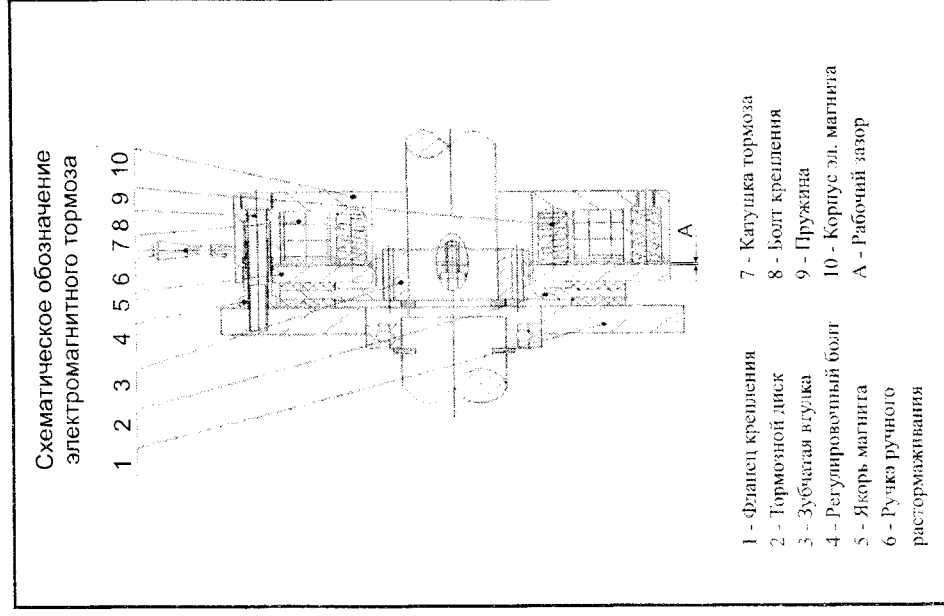 Схематическое обозначение
электромагнитного тормоза
1 2 3 4 5 6 7 8 9 10
A
1 - Фланец крепления
2 - Тормозной диск
3 - Зубчатая втулка
4 - Регулировочный болт
5 - Якорь магнита
6 - Ручка ручного
растормаживания
7 - Катушка тормоза
8 - Болт крепления
9 - Пружина
10 - Корпус эл. магнита
А - Рабочий зазор